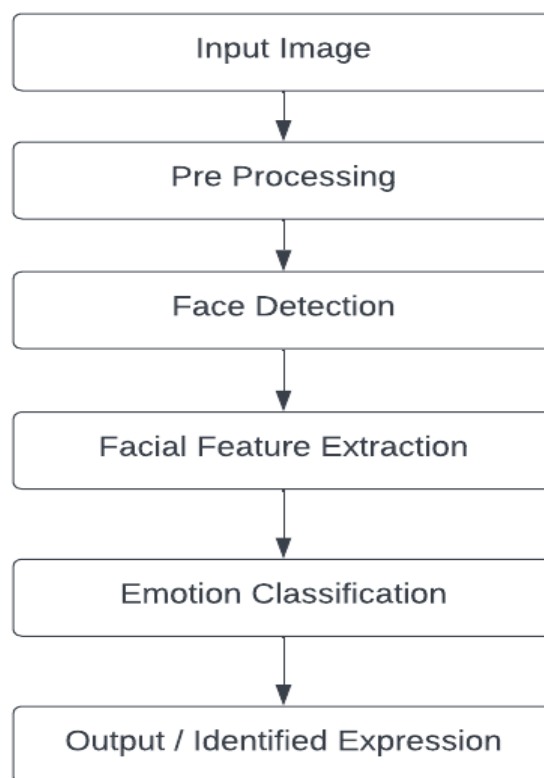 Input Image
Pre Processing
Face Detection
Facial Feature Extraction
Emotion Classification
Output / Identified Expression